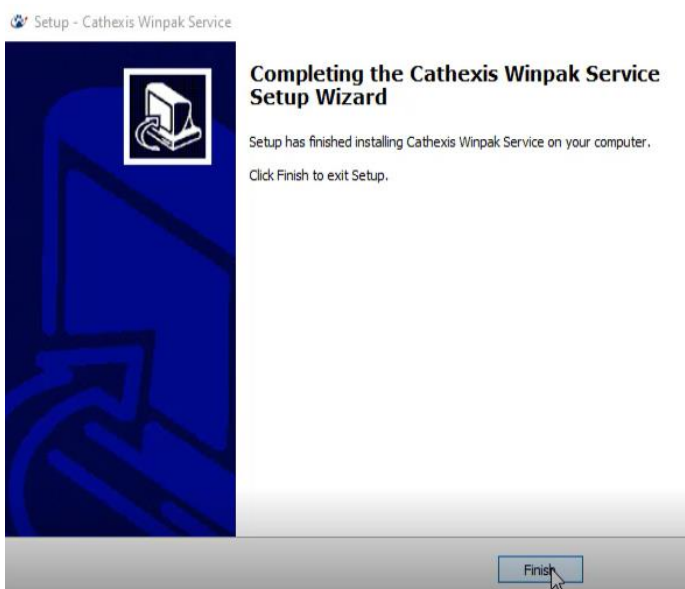 Setup - Cathexis Winpak Service
Completing the Cathexis Winpak Service
Setup Wizard
Setup has finished installing Cathexis Winpak Service on your computer.
Click Finish to exit Setup.
Finish